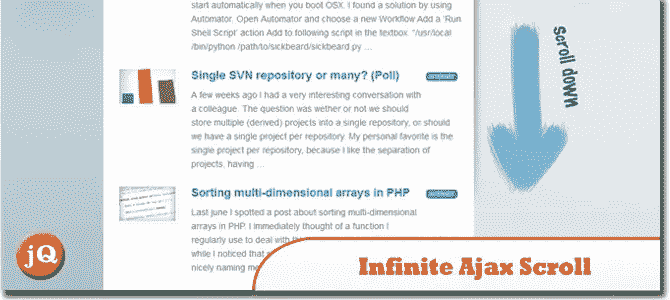 start automatically when you boot OSX. I found a solution by using
Automator. Open Automator and choose a new Workflow Add a 'Run
Shell Script' action Add to following script in the textbox. "/usr/local
/bin/python /path/to/sickbeard/sickbeard.py ...
Single SVN repository or many? (Poll)
A few weeks ago I had a very interesting conversation with
a colleague. The question was wether or not we should
store multiple (derived) projects into a single repository, or should
we have a single project per repository. My personal favorite is the
single project per repository, because I like the separation of
projects, having ...
Sorting multi-dimensional arrays in PHP
Last june I spotted a post about sorting multi-dimensional
arrays in PHP. I immediately thought of a function I
regularly use to deal with
while I noticed that
nicely naming
Scroll down
jQ
Infinite Ajax Scroll